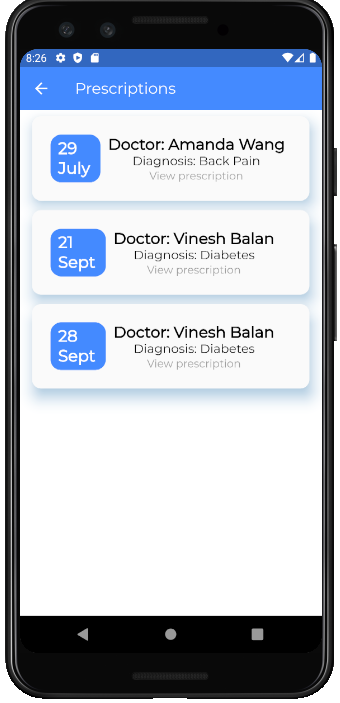 8:26
Prescriptions
29
July
Doctor: Amanda Wang
Diagnosis: Back Pain
View prescription
21
Sept
Doctor: Vinesh Balan
Diagnosis: Diabetes
View prescription
28
Sept
Doctor: Vinesh Balan
Diagnosis: Diabetes
View prescription